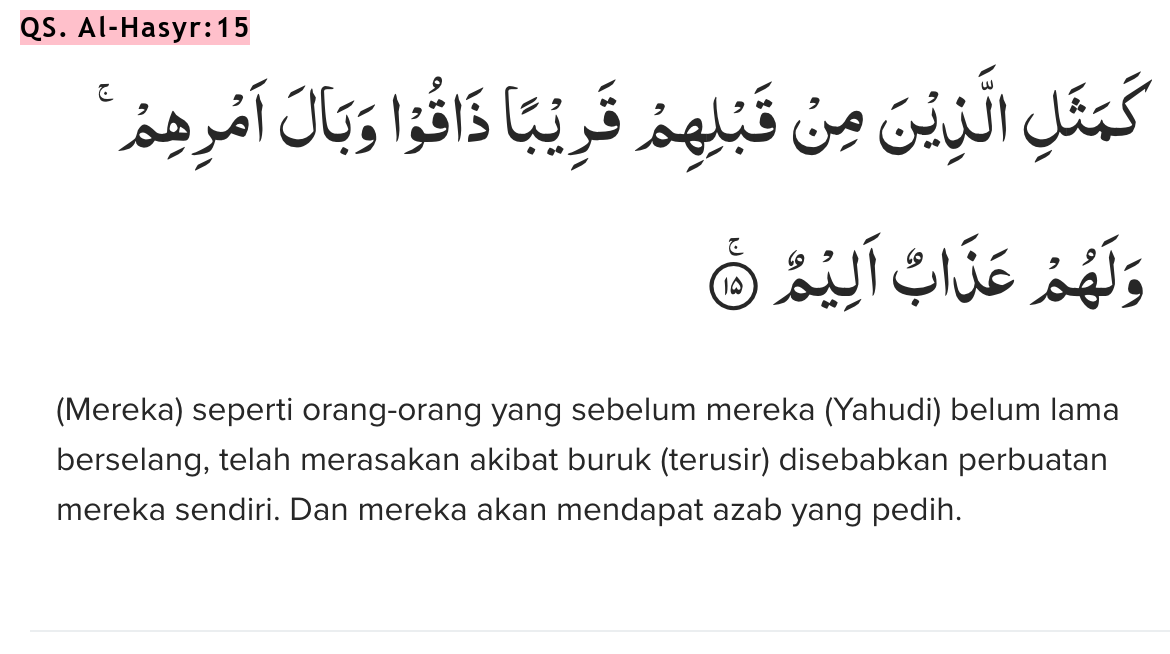 QS. Al-Hasyr:15
كَمَثَلِ الَّذِيْنَ مِنْ قَبْلِهِمْ قَرِيْبًا ذَاقُوْا وَبَالَ اَمْرِهِمْ ۚ
وَلَهُمْ عَذَابٌ اَلِيْمٌ ۚ ١٥
(Mereka) seperti orang-orang yang sebelum mereka (Yahudi) belum lama
berselang, telah merasakan akibat buruk (terusir) disebabkan perbuatan
mereka sendiri. Dan mereka akan mendapat azab yang pedih.